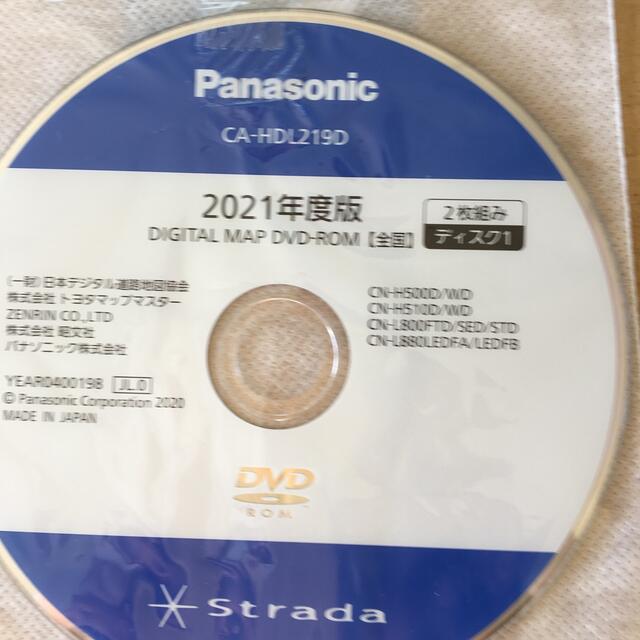 Panasonic
CA-HDL219D
2021年度版
2枚組み
DIGITAL MAP DVD-ROM【全国】
ディスク1
(一財)日本デジタル道路地図協会
株式会社 トヨタマップマスター
ZENRIN CO.,LTD
株式会社 昭文社
パナソニック株式会社
CN-H500D/WD
CN-H510D/WD
CN-L800FTD/SED/STD
CN-L880LEDFA/LEDFB
YEAR0400198 JL.0
© Panasonic Corporation 2020
MADE IN JAPAN
DVD
ROM
Strada